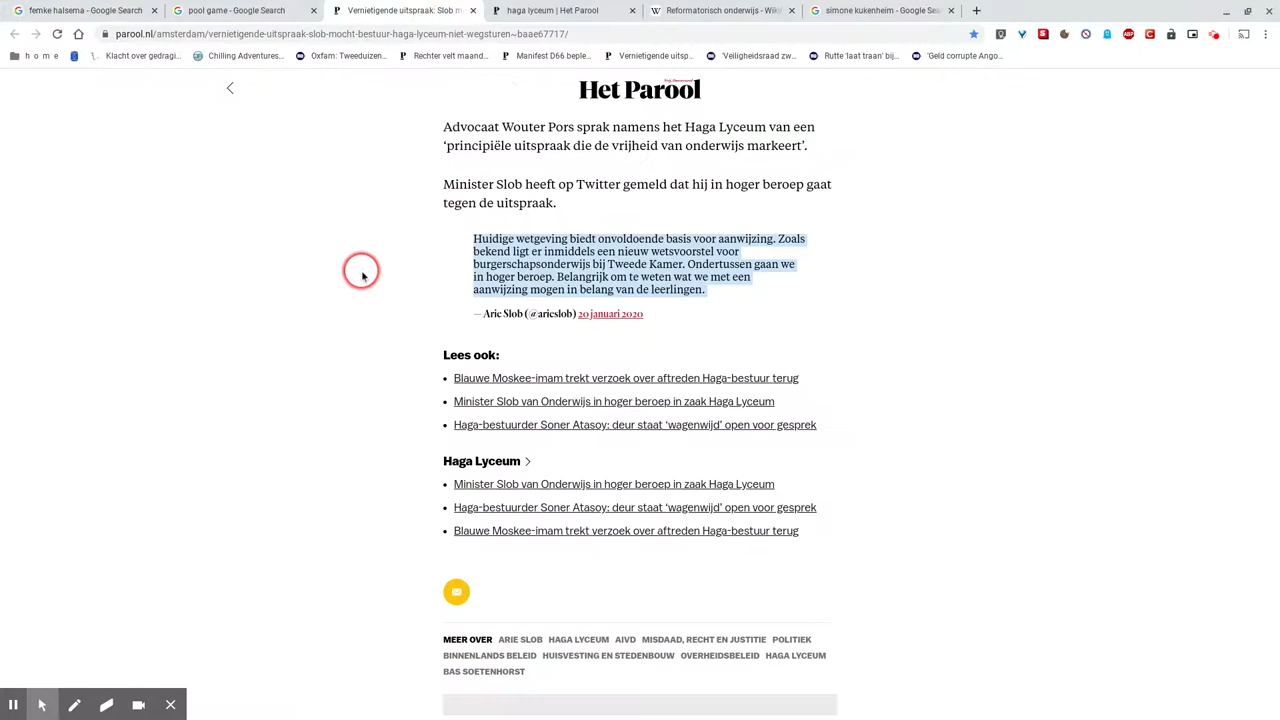 femke halsema - Google Search
pool game - Google Search
Vernietigende uitspraak: Slob m
haga lyceum | Het Parool
Reformatorisch onderwijs - Wiki
simone kukenheim - Google Sea
parool.nl/amsterdam/vernietigende-uitspraak-slob-mocht-bestuur-haga-lyceum-niet-wegsturen~baae67717/
h o m e
Klacht over gedragi...
Chilling Adventures...
Oxfam: Tweeduizen...
Rechter velt maand...
Manifest D66 beple...
Vernietigende uitsp...
'Veiligheidsraad zw...
Rutte 'laat taan' bij...
'Geld corrupte Ango...
Het Parool
Advocaat Wouter Pors sprak namens het Haga Lyceum van een
‘principiële uitspraak die de vrijheid van onderwijs markeert’.
Minister Slob heeft op Twitter gemeld dat hij in hoger beroep gaat
tegen de uitspraak.
Huidige wetgeving biedt onvoldoende basis voor aanwijzing. Zoals
bekend ligt er inmiddels een nieuw wetsvoorstel voor
burgerschapsonderwijs bij Tweede Kamer. Ondertussen gaan we
in hoger beroep. Belangrijk om te weten wat we met een
aanwijzing mogen in belang van de leerlingen.
— Arie Slob (@arieslob) 20 januari 2020
Lees ook:
• Blauwe Moskee-imam trekt verzoek over aftreden Haga-bestuur terug
• Minister Slob van Onderwijs in hoger beroep in zaak Haga Lyceum
• Haga-bestuurder Soner Atasoy: deur staat ‘wagenwijd’ open voor gesprek
Haga Lyceum >
• Minister Slob van Onderwijs in hoger beroep in zaak Haga Lyceum
• Haga-bestuurder Soner Atasoy: deur staat ‘wagenwijd’ open voor gesprek
• Blauwe Moskee-imam trekt verzoek over aftreden Haga-bestuur terug
MEER OVER ARIE SLOB HAGA LYCEUM AIVD MISDAAD, RECHT EN JUSTITIE POLITIEK
BINNENLANDS BELEID HUISVESTING EN STEDENBOUW OVERHEIDSBELEID HAGA LYCEUM
BAS SOETENHORST